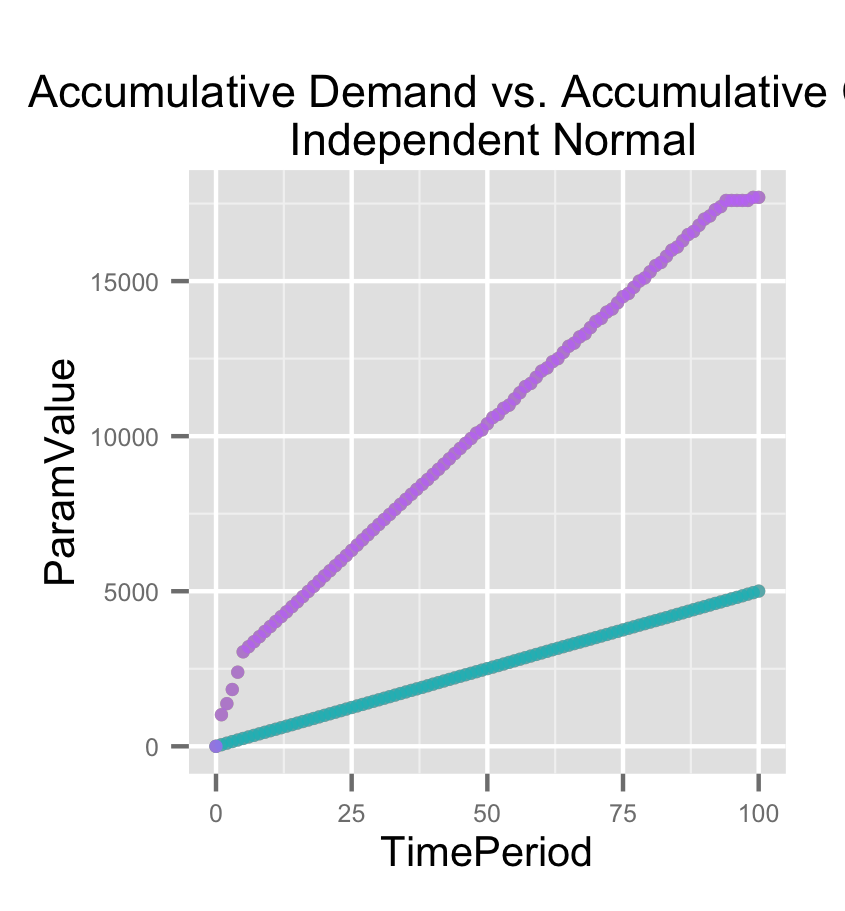 Accumulative Demand vs. Accumulative
Independent Normal
15000
10000
5000
0
ParamValue
0 25 50 75 100
TimePeriod